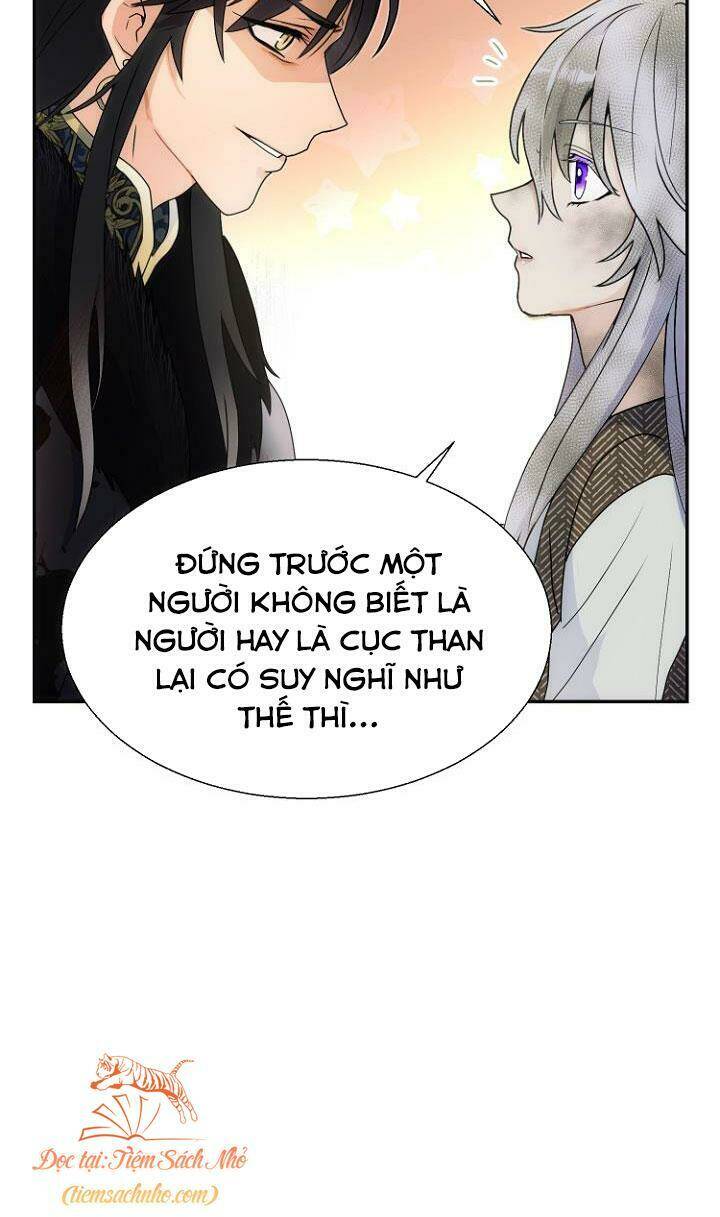 ĐỨNG TRƯỚC MỘT
NGƯỜI KHÔNG BIẾT LÀ
NGƯỜI HAY LÀ CỤC THAN
LẠI CÓ SUY NGHĨ NHƯ
THẾ THÌ...
Đọc tại: Tiệm Sách Nhỏ
(tiemsachnho.com)